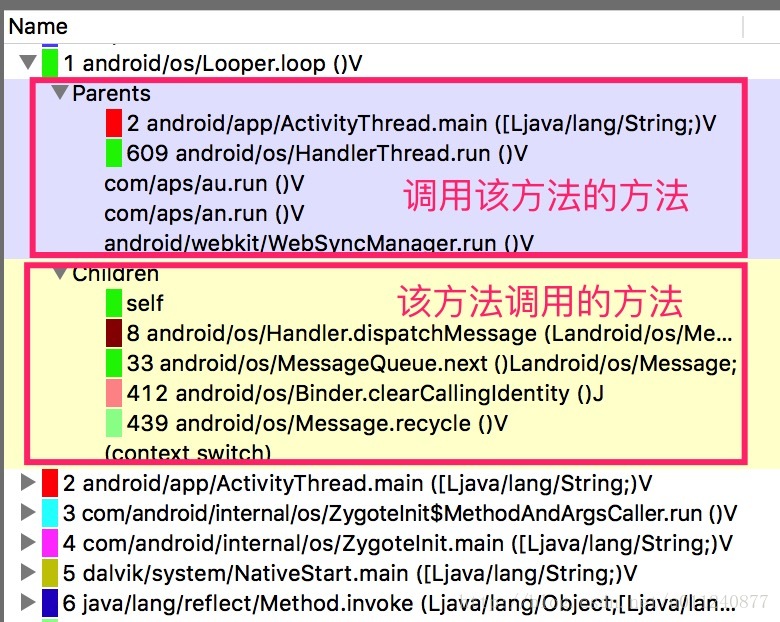 Name
1 android/os/Looper.loop ()V
Parents
2 android/app/ActivityThread.main ([Ljava/lang/String;)V
609 android/os/HandlerThread.run ()V
com/aps/au.run ()V
调用该方法的方法
com/aps/an.run ()V
android/webkit/WebSyncManager.run ()V
Children
self
该方法调用的方法
8 android/os/Handler.dispatchMessage (Landroid/os/Me...
33 android/os/MessageQueue.next ()Landroid/os/Message;
412 android/os/Binder.clearCallingIdentity ()J
439 android/os/Message.recycle ()V
(context switch)
2 android/app/ActivityThread.main ([Ljava/lang/String;)V
3 com/android/internal/os/ZygoteInit$MethodAndArgsCaller.run ()V
4 com/android/internal/os/ZygoteInit.main ([Ljava/lang/String;)V
5 dalvik/system/NativeStart.main ([Ljava/lang/String;)V
6 java/lang/reflect/Method.invoke (Ljava/lang/Object;[Ljava/lan...